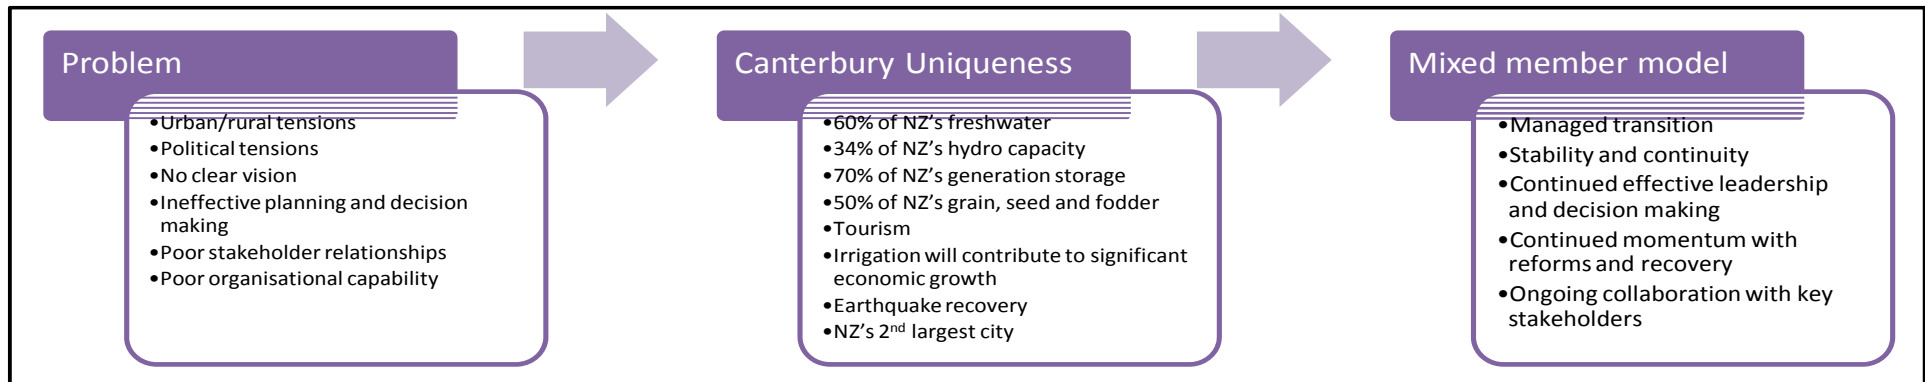 Problem
•Urban/rural tensions
•Political tensions
•No clear vision
•Ineffective planning and decision
making
•Poor stakeholder relationships
•Poor organisational capability
Canterbury Uniqueness
•60% of NZ’s freshwater
•34% of NZ’s hydro capacity
•70% of NZ’s generation storage
•50% of NZ’s grain, seed and fodder
•Tourism
•Irrigation will contribute to significant
economic growth
•Earthquake recovery
•NZ’s 2nd largest city
Mixed member model
•Managed transition
•Stability and continuity
•Continued effective leadership
and decision making
•Continued momentum with
reforms and recovery
•Ongoing collaboration with key
stakeholders